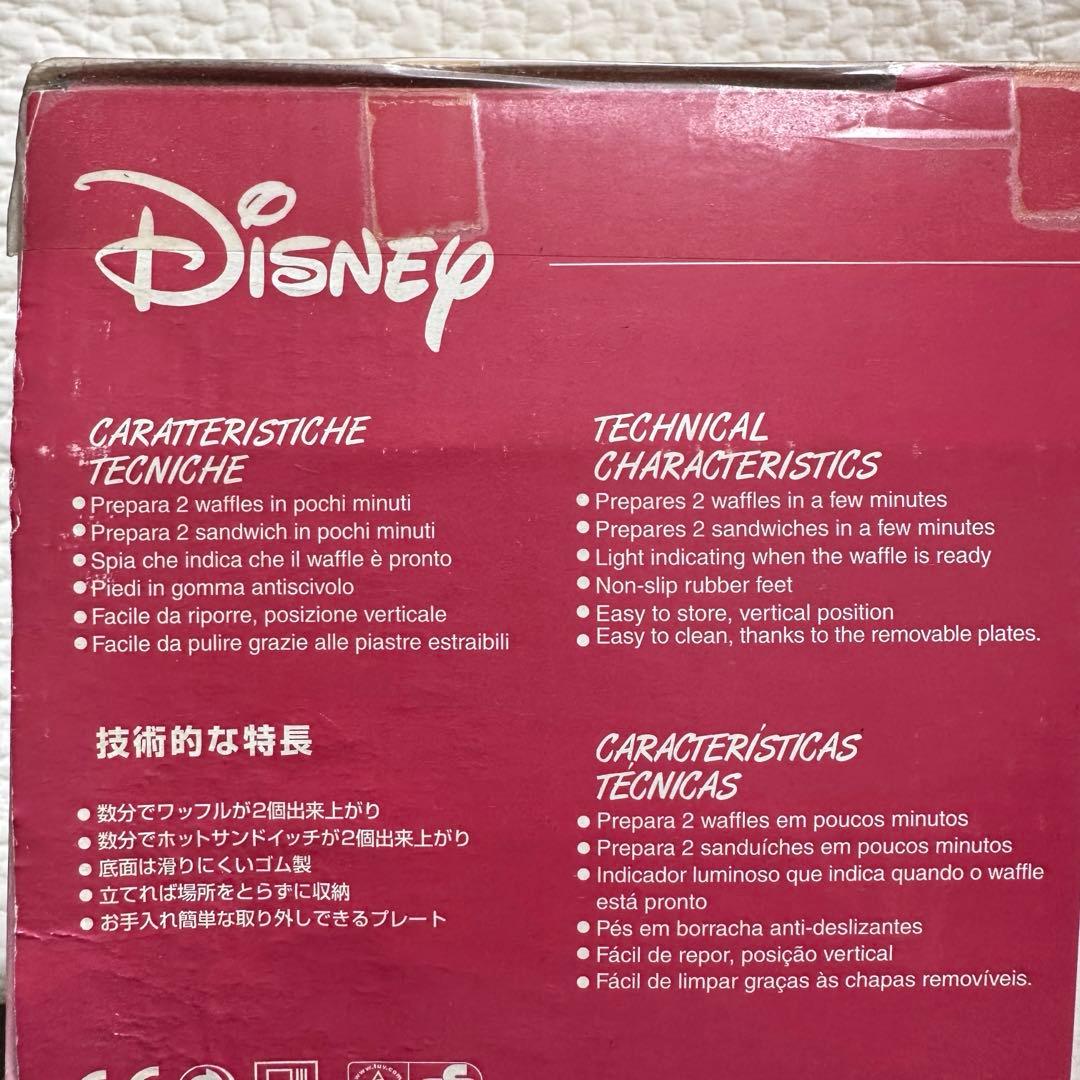 Disney
CARATTERISTICHE
TECNICHE
● Prepara 2 waffles in pochi minuti
● Prepara 2 sandwich in pochi minuti
● Spia che indica che il waffle è pronto
● Piedi in gomma antiscivolo
● Facile da riporre, posizione verticale
● Facile da pulire grazie alle piastre estraibili
TECHNICAL
CHARACTERISTICS
● Prepares 2 waffles in a few minutes
● Prepares 2 sandwiches in a few minutes
● Light indicating when the waffle is ready
● Non-slip rubber feet
● Easy to store, vertical position
● Easy to clean, thanks to the removable plates.
技術的な特長
● 数分でワッフルが2個出来上がり
● 数分でホットサンドイッチが2個出来上がり
● 底面は滑りにくいゴム製
● 立てれば場所をとらずに収納
● お手入れ簡単な取り外しできるプレート
CARACTERÍSTICAS
TÉCNICAS
● Prepara 2 waffles em poucos minutos
● Prepara 2 sanduíches em poucos minutos
● Indicador luminoso que indica quando o waffle
está pronto
● Pés em borracha anti-deslizantes
● Fácil de repor, posição vertical
● Fácil de limpar graças às chapas removíveis.
www.tuv.com